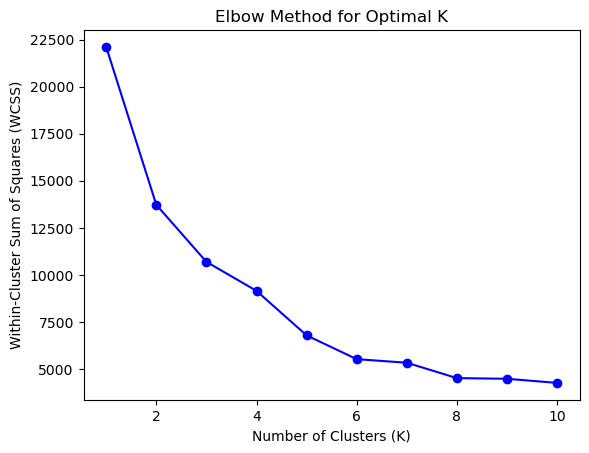 Elbow Method for Optimal K
22500
20000
17500
15000
12500
10000
7500
5000
Within-Cluster Sum of Squares (WCSS)
2 4 6 8 10
Number of Clusters (K)